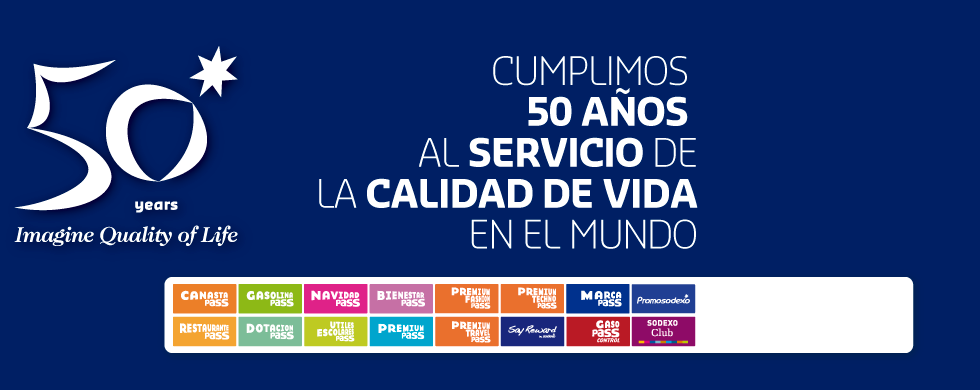 50
years
Imagine Quality of Life
CUMPLIMOS
50 AÑOS
AL SERVICIO DE
LA CALIDAD DE VIDA
EN EL MUNDO
CANASTA
PASS
GASOLINA
PASS
NAVIDAD
PASS
BIENESTAR
PASS
PREMIUM
FASHION
PASS
PREMIUM
TECHNO
PASS
MARCA
PASS
Promosodexo
RESTAURANTE
PASS
DOTACION
PASS
UTILES
ESCOLARES
PASS
PREMIUM
PASS
PREMIUM
TRAVEL
PASS
Say Reward
GASO
PASS
CONTROL
SODEXO
Club